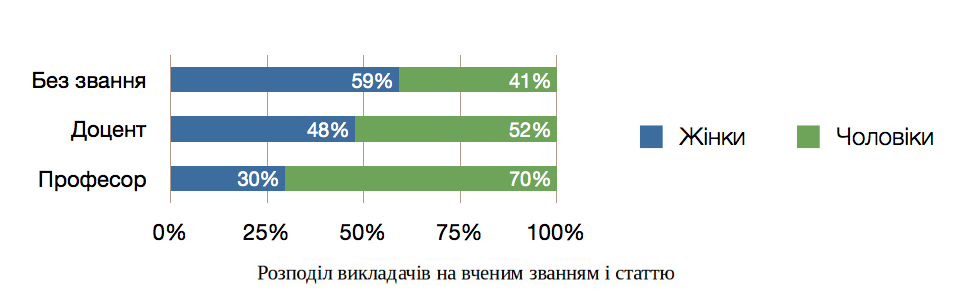 Без звання 59% 41%
Доцент 48% 52%
Професор 30% 70%
0% 25% 50% 75% 100%
Жінки Чоловіки
Розподіл викладачів на вченим званням і статтю